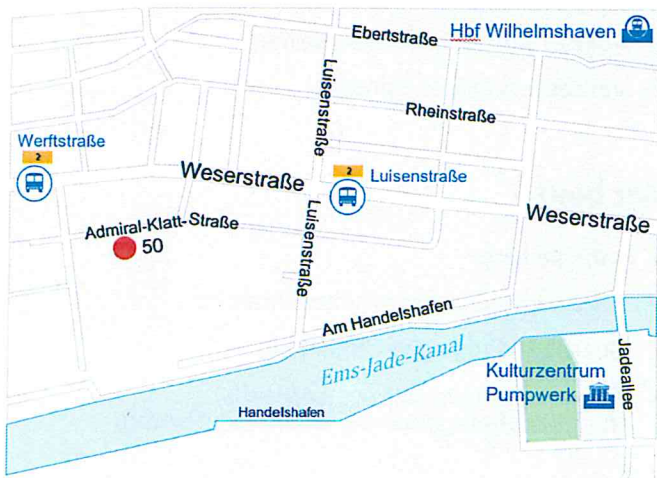 Ebertstraße
Hbf Wilhelmshaven
Luisenstraße
Rheinstraße
Werftstraße
2
Weserstraße
2
Luisenstraße
Weserstraße
Luisenstraße
Admiral-Klatt-Straße
50
Am Handelshafen
Ems-Jade-Kanal
Handelshafen
Kulturzentrum
Pumpwerk
Jadeallee